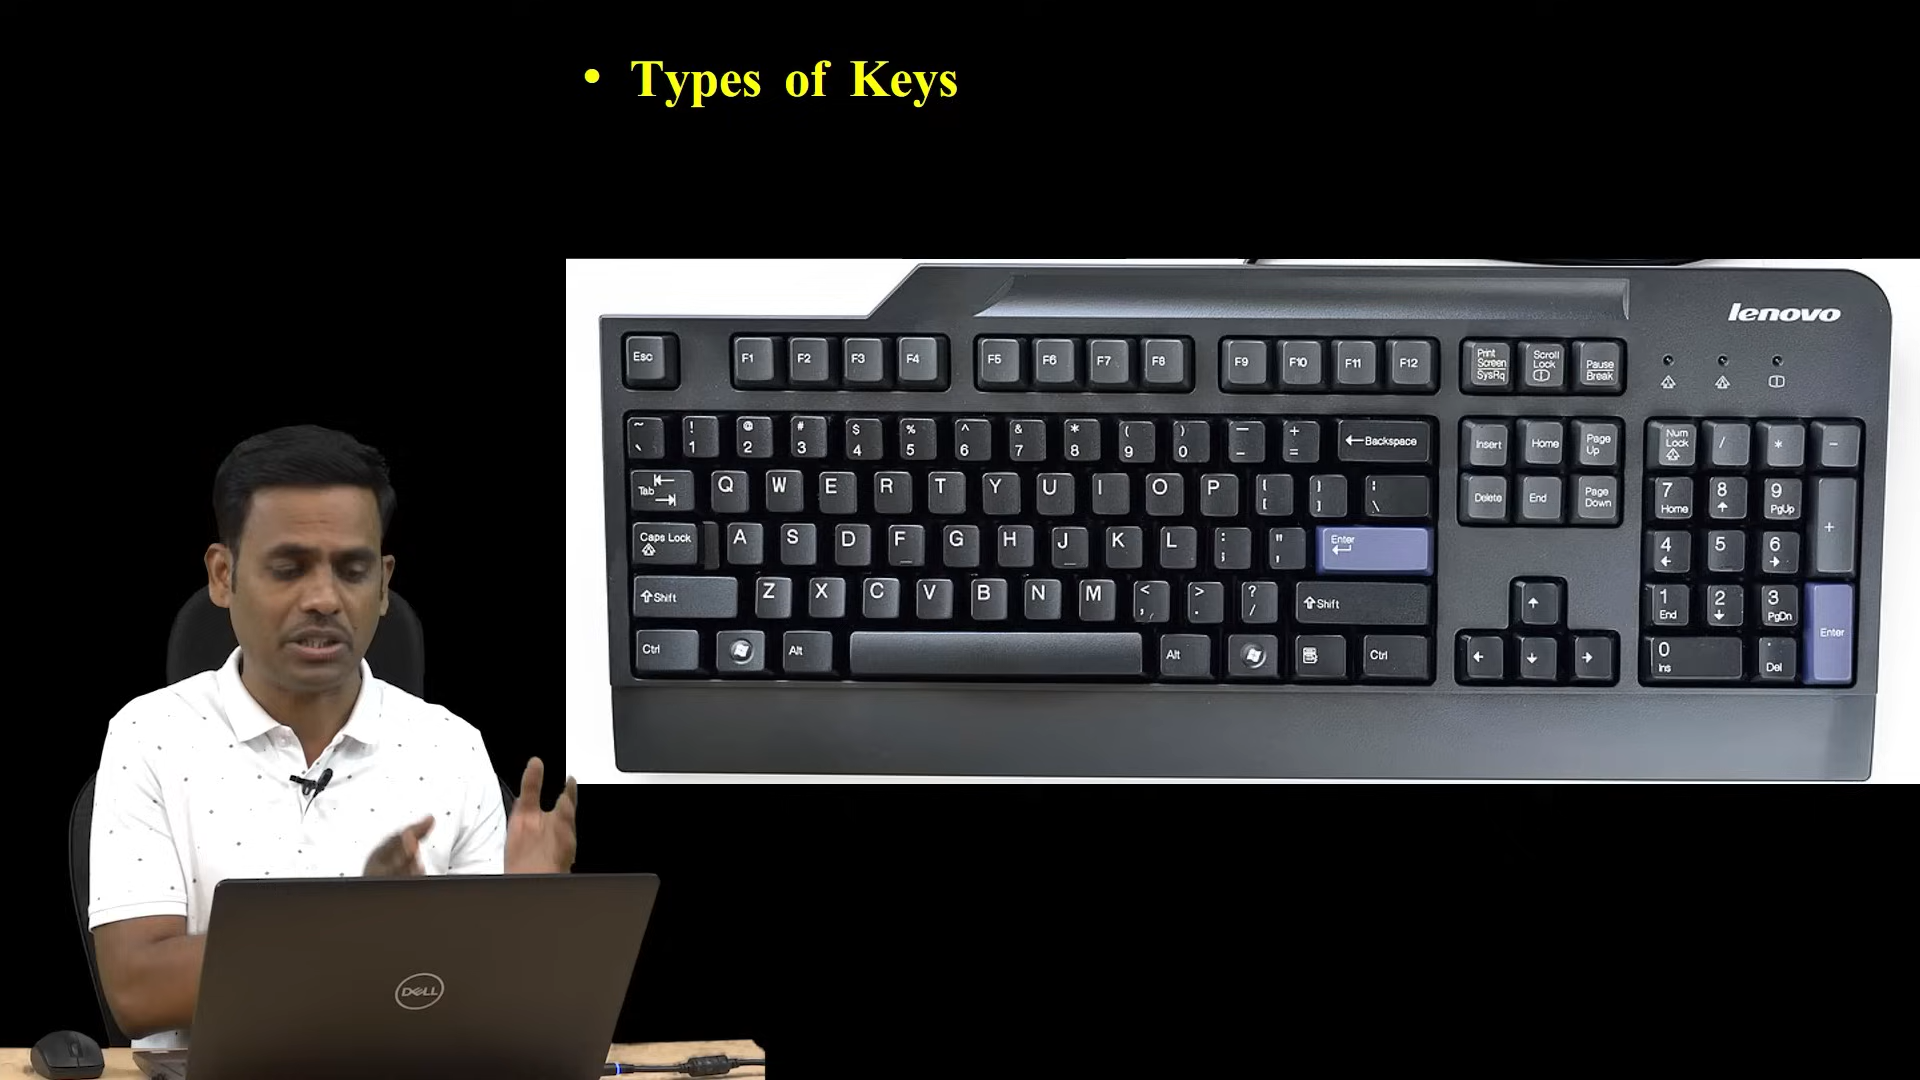 • Types of Keys
lenovo
Esc F1 F2 F3 F4 F5 F6 F7 F8 F9 F10 F11 F12 Print Screen SysRq Scroll Lock Pause Break
~ ` ! 1 @ 2 # 3 $ 4 % 5 ^ 6 & 7 * 8 ( 9 ) 0 — - + = ←Backspace Insert Home Page Up Num Lock / * -
Tab Q W E R T Y U I O P { [ } ] | \ Delete End Page Down 7 Home 8 ↑ 9 PgUp +
Caps Lock A S D F G H J K L : ; " ' Enter 4 ← 5 6 →
⇧Shift Z X C V B N M < , > . ? / ⇧Shift ↑ 1 End 2 ↓ 3 PgDn Enter
Ctrl Alt Alt Ctrl ← ↓ → 0 Ins . Del
DELL